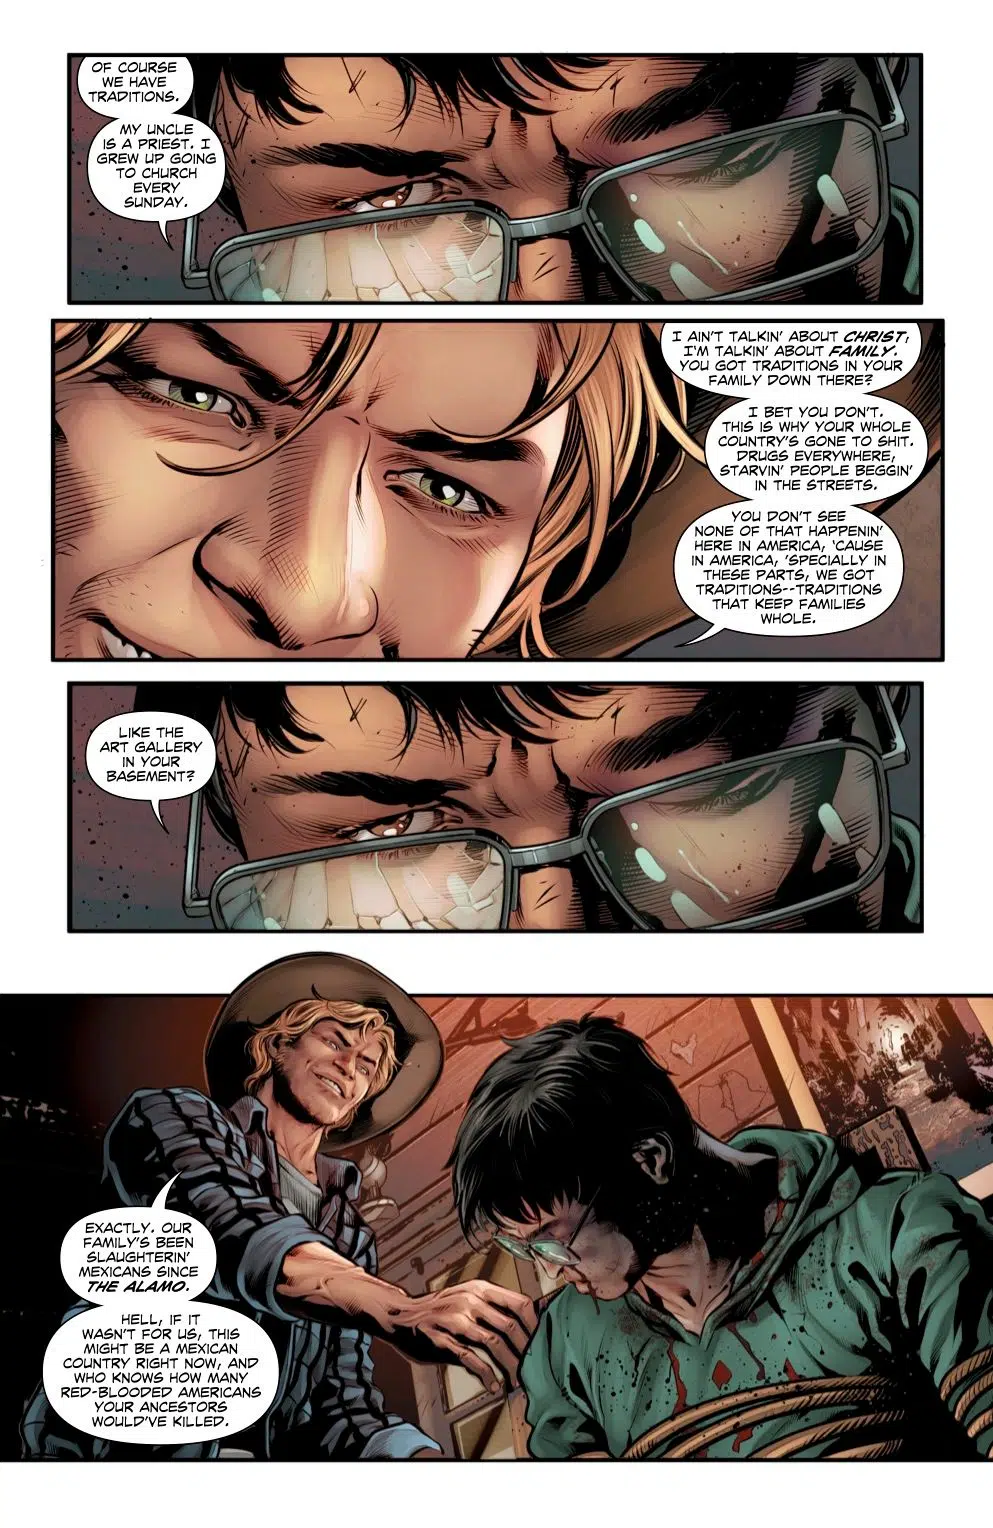 OF COURSE
WE HAVE
TRADITIONS.
MY UNCLE
IS A PRIEST. I
GREW UP GOING
TO CHURCH
EVERY
SUNDAY.
I AIN'T TALKIN' ABOUT CHRIST,
I'M TALKIN' ABOUT FAMILY.
YOU GOT TRADITIONS IN YOUR
FAMILY DOWN THERE?
I BET YOU DON'T.
THIS IS WHY YOUR WHOLE
COUNTRY'S GONE TO SHIT.
DRUGS EVERYWHERE,
STARVIN' PEOPLE BEGGIN'
IN THE STREETS.
YOU DON'T SEE
NONE OF THAT HAPPENIN'
HERE IN AMERICA, 'CAUSE
IN AMERICA, 'SPECIALLY IN
THESE PARTS, WE GOT
TRADITIONS--TRADITIONS
THAT KEEP FAMILIES
WHOLE.
LIKE THE
ART GALLERY
IN YOUR
BASEMENT?
EXACTLY. OUR
FAMILY'S BEEN
SLAUGHTERIN'
MEXICANS SINCE
THE ALAMO.
HELL, IF IT
WASN'T FOR US, THIS
MIGHT BE A MEXICAN
COUNTRY RIGHT NOW, AND
WHO KNOWS HOW MANY
RED-BLOODED AMERICANS
YOUR ANCESTORS
WOULD'VE KILLED.